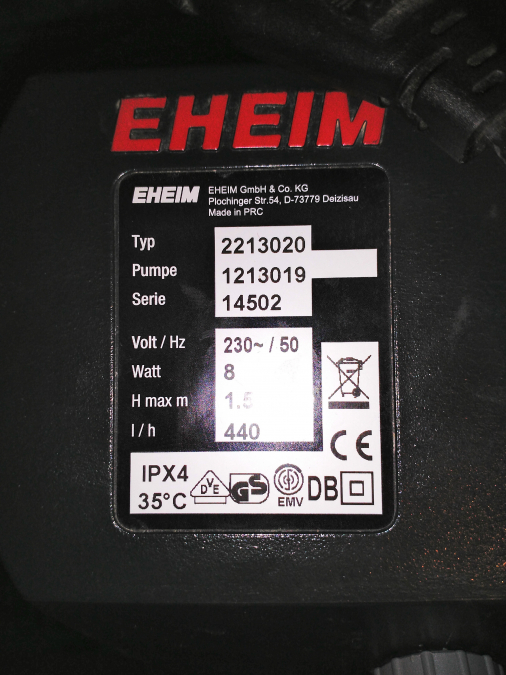 EHEIM
EHEIM
EHEIM GmbH & Co. KG
Plochinger Str.54, D-73779 Deizisau
Made in PRC
Typ 2213020
Pumpe 1213019
Serie 14502
Volt / Hz 230~ / 50
Watt 8
H max m 1.5
l / h 440
IPX4
35°C
DVE
GS
EMV
DB
CE